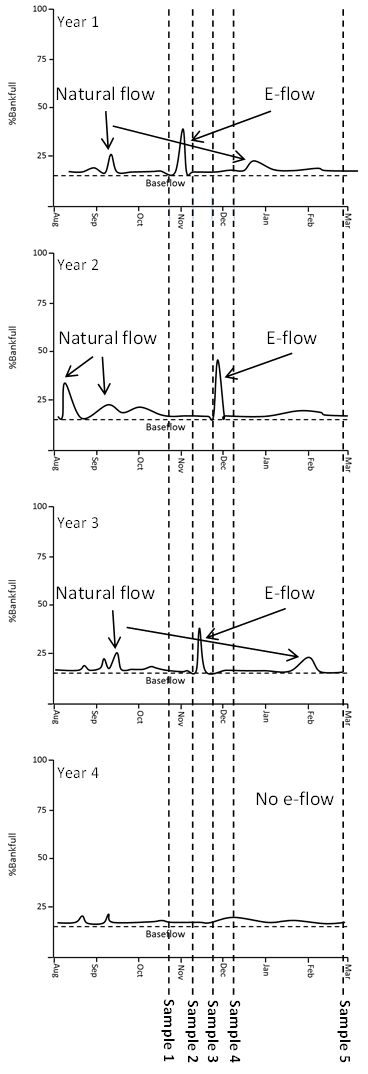 100
Year 1
75
Natural flow
E-flow
%Bankfull
50
25
Baseflow
Aug
Sep
Oct
Nov
Dec
Jan
Feb
Mar
100
Year 2
75
Natural flow
E-flow
%Bankfull
50
25
Baseflow
Aug
Sep
Oct
Nov
Dec
Jan
Feb
Mar
100
Year 3
75
Natural flow
E-flow
%Bankfull
50
25
Baseflow
Aug
Sep
Oct
Nov
Dec
Jan
Feb
Mar
100
Year 4
No e-flow
75
%Bankfull
50
25
Baseflow
Aug
Sep
Oct
Nov
Dec
Jan
Feb
Mar
Sample 1
Sample 2
Sample 3
Sample 4
Sample 5